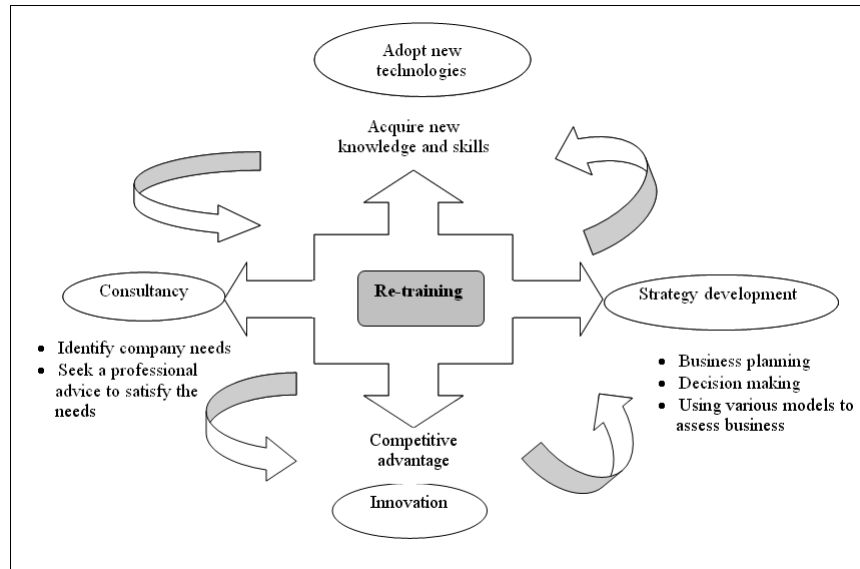 Adopt new
technologies
Acquire new
knowledge and skills
Consultancy
Re-training
Strategy development
• Identify company needs
• Seek a professional
advice to satisfy the
needs
• Business planning
• Decision making
• Using various models to
assess business
Competitive
advantage
Innovation